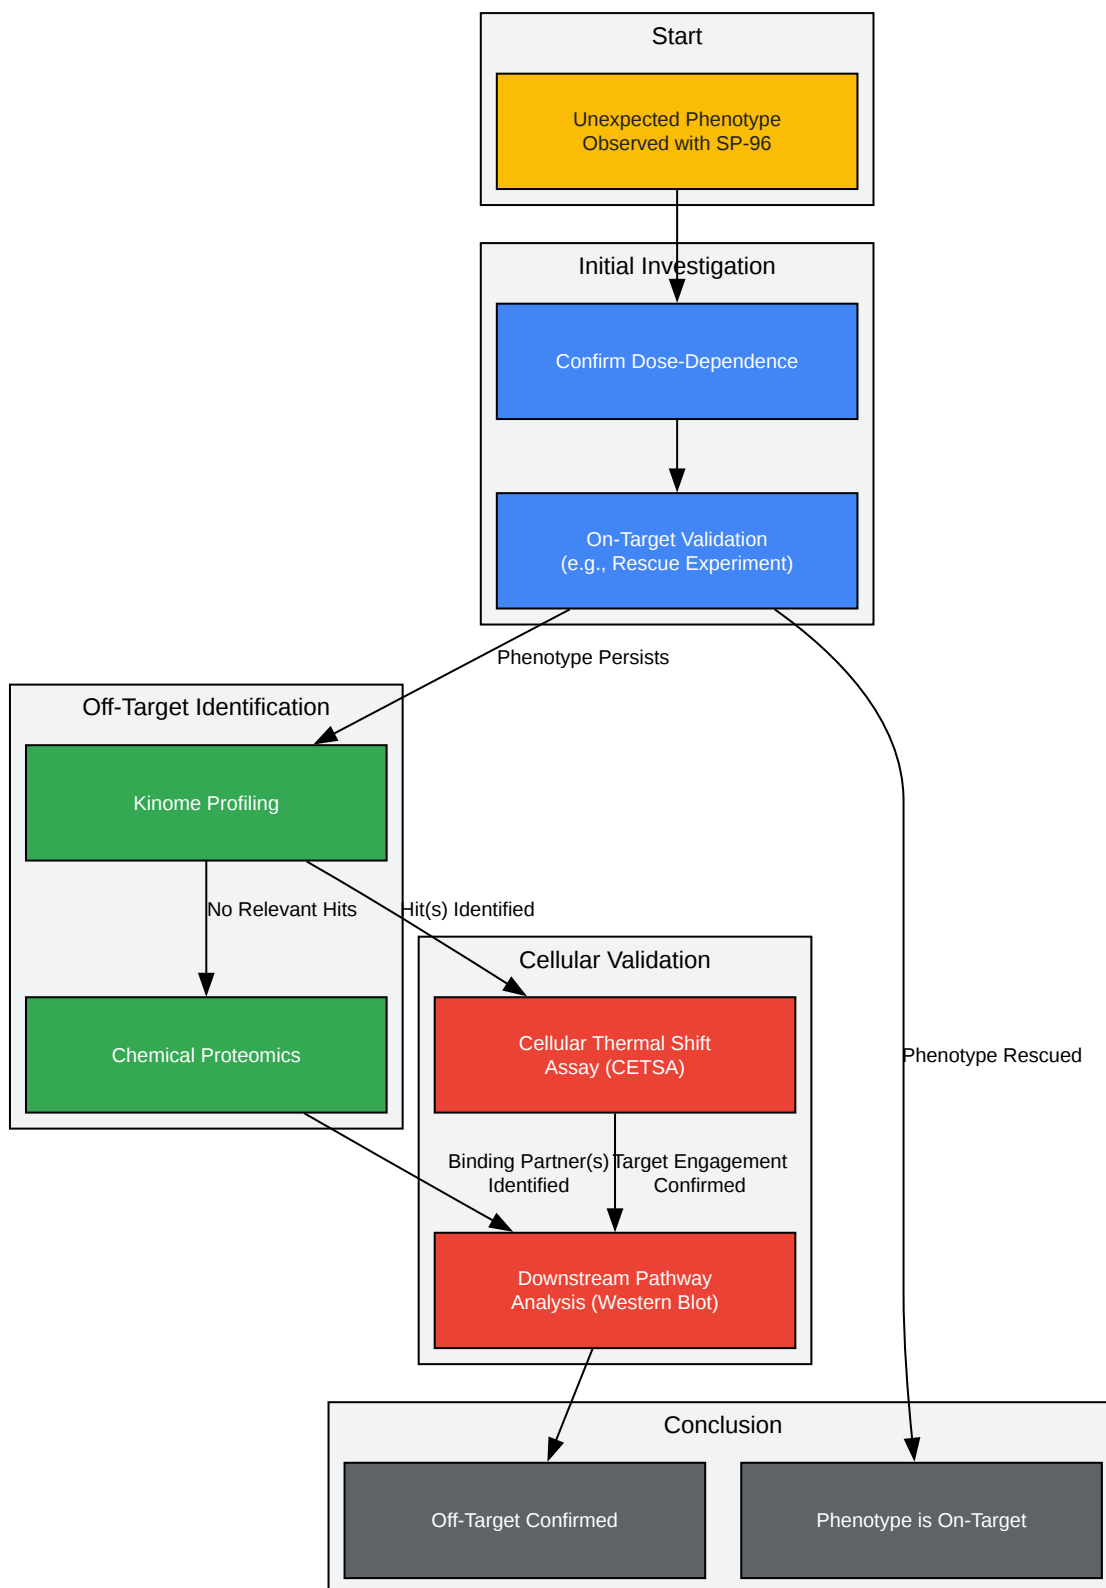 Start
Unexpected Phenotype
Observed with SP-96
Initial Investigation
Confirm Dose-Dependence
On-Target Validation
(e.g., Rescue Experiment)
Phenotype Persists
Off-Target Identification
Kinome Profiling
No Relevant Hits
Hit(s) Identified
Cellular Validation
Chemical Proteomics
Cellular Thermal Shift
Assay (CETSA)
Phenotype Rescued
Binding Partner(s)
Identified
Target Engagement
Confirmed
Downstream Pathway
Analysis (Western Blot)
Conclusion
Off-Target Confirmed
Phenotype is On-Target